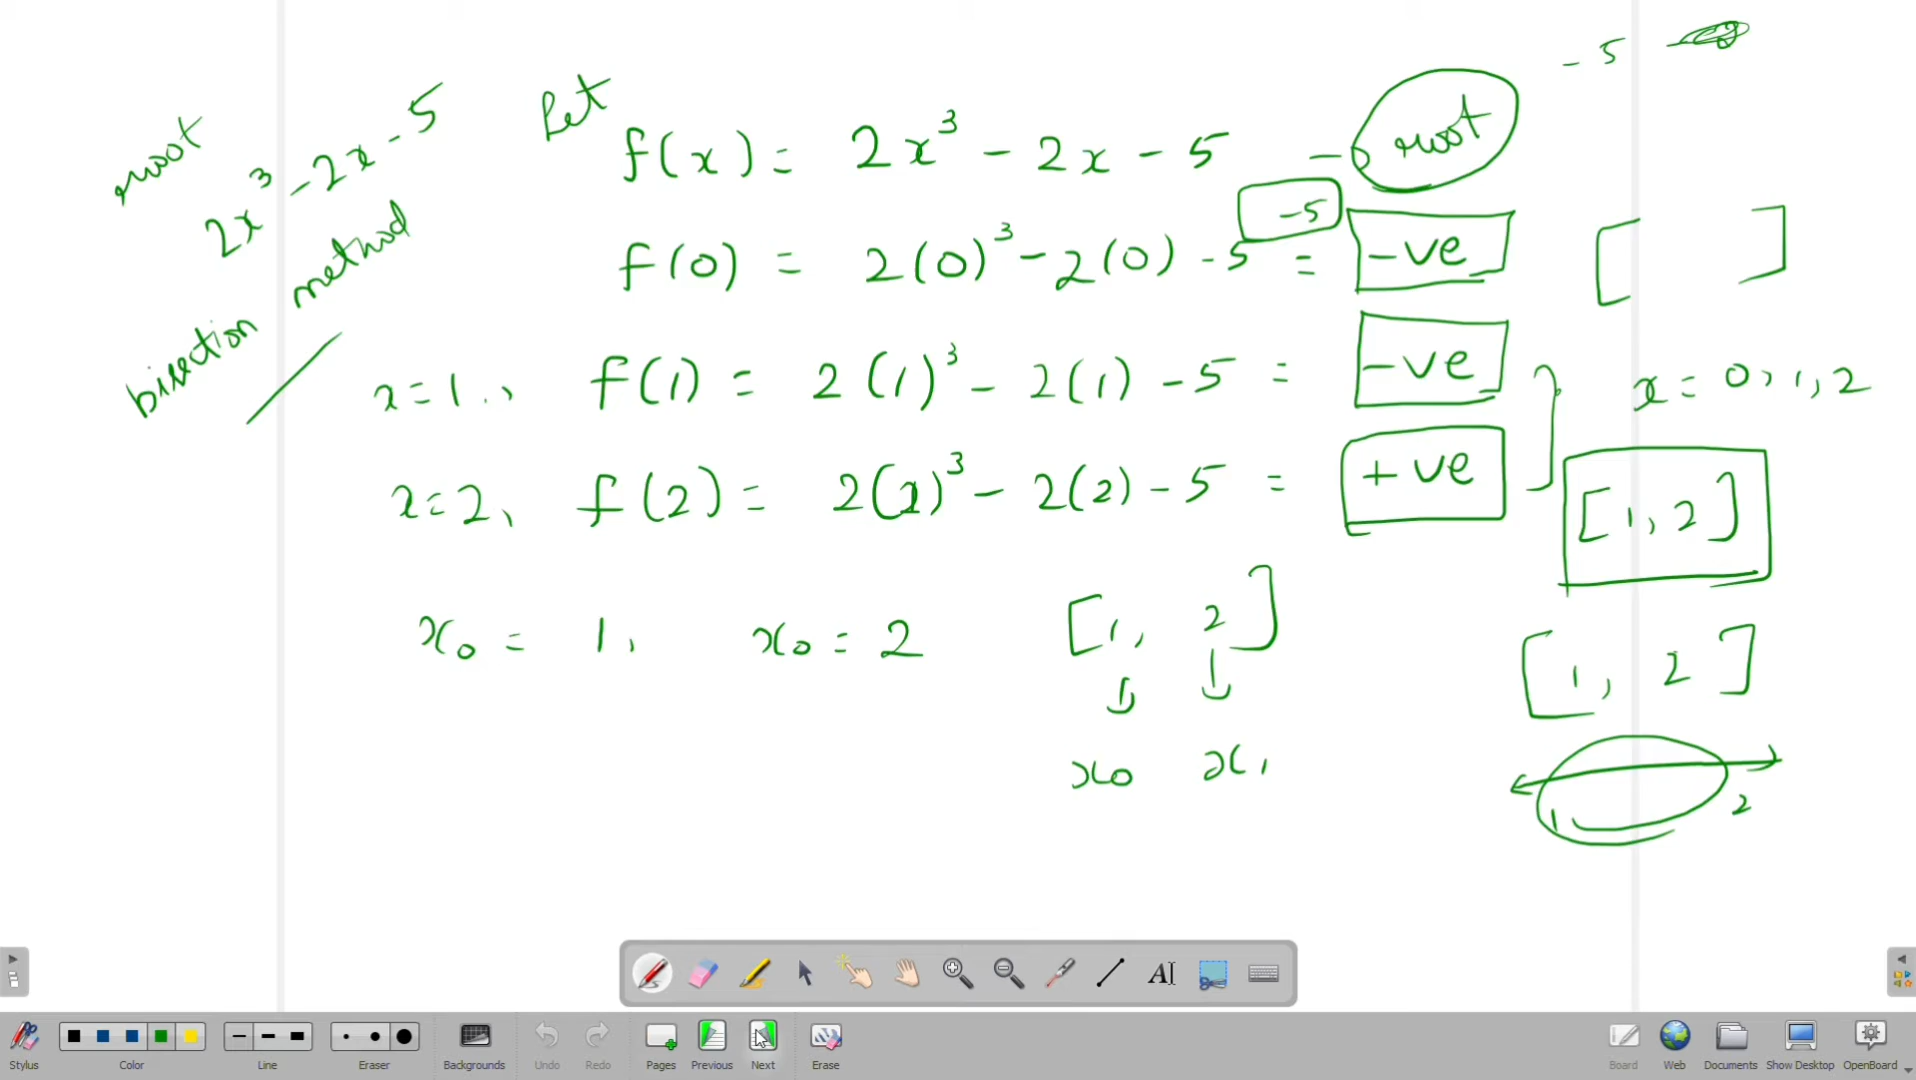 root
2x³ - 2x - 5
bisection method
Let
f(x) = 2x³ - 2x - 5 → root
- 5
- 5
f(0) = 2(0)³ - 2(0) - 5 = -ve
[ ]
x=1., f(1) = 2(1)³ - 2(1) - 5 = -ve
x = 0, 1, 2
x=2, f(2) = 2(2)³ - 2(2) - 5 = +ve
[1, 2]
x₀ = 1, x₀ = 2 [1, 2]
x₀ x₁
[1, 2]
1 2
Stylus Color Line Eraser Backgrounds Undo Redo Pages Previous Next Erase Board Web Documents Show Desktop OpenBoard